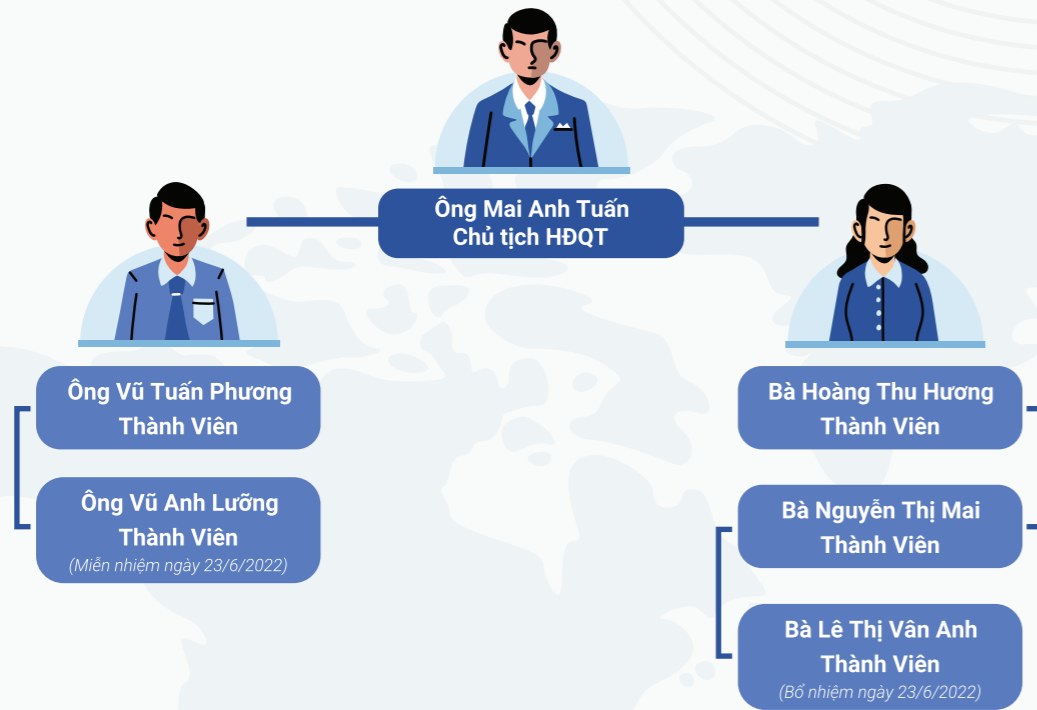 Ông Mai Anh Tuấn
Chủ tịch HĐQT
Ông Vũ Tuấn Phương
Thành Viên
Ông Vũ Anh Lưỡng
Thành Viên
(Miễn nhiệm ngày 23/6/2022)
Bà Hoàng Thu Hương
Thành Viên
Bà Nguyễn Thị Mai
Thành Viên
Bà Lê Thị Vân Anh
Thành Viên
(Bổ nhiệm ngày 23/6/2022)